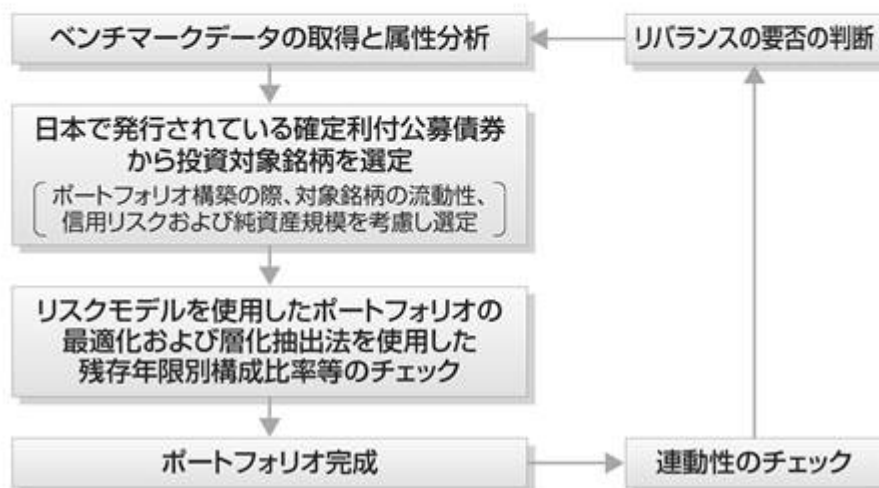 ベンチマークデータの取得と属性分析
リバランスの要否の判断
日本で発行されている確定利付公募債券
から投資対象銘柄を選定
ポートフォリオ構築の際、対象銘柄の流動性、
信用リスクおよび純資産規模を考慮し選定
リスクモデルを使用したポートフォリオの
最適化および層化抽出法を使用した
残存年限別構成比率等のチェック
ポートフォリオ完成
連動性のチェック